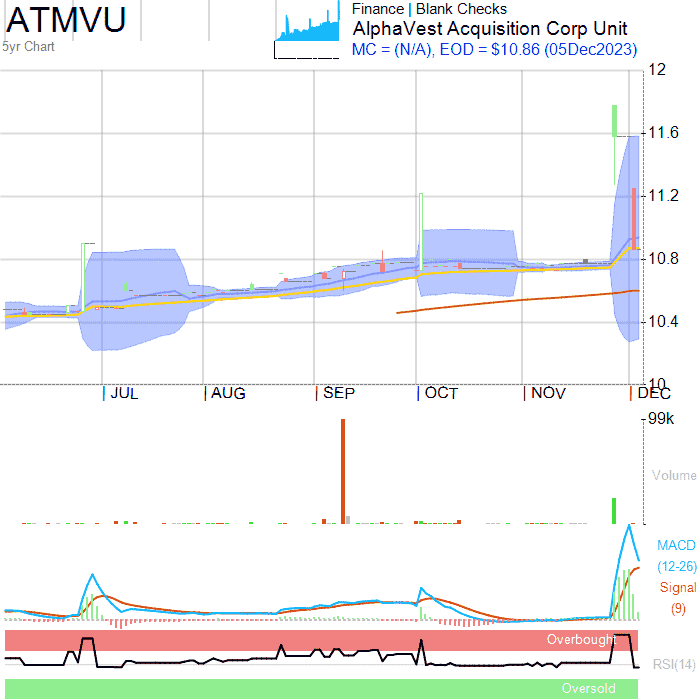 ATMVU
5yr Chart
Finance | Blank Checks
AlphaVest Acquisition Corp Unit
MC = (N/A), EOD = $10.86 (05Dec2023)
12
11.6
11.2
10.8
10.4
10
JUL
AUG
SEP
OCT
NOV
DEC
99k
Volume
MACD
(12-26)
Signal
(9)
Overbought
RSI(14)
Oversold